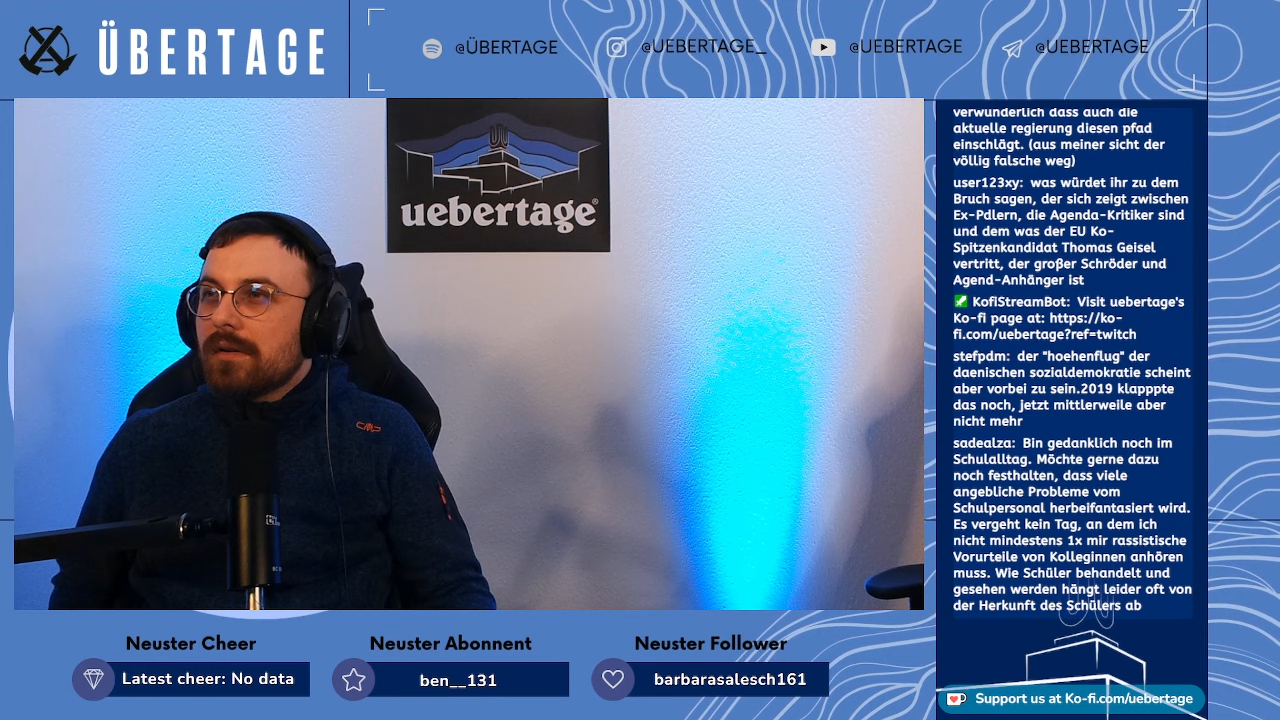 ÜBERTAGE
@ÜBERTAGE
@UEBERTAGE_
@UEBERTAGE
@UEBERTAGE
uebertage®
verwunderlich dass auch die
aktuelle regierung diesen pfad
einschlägt. (aus meiner sicht der
völlig falsche weg)
user123xy: was würdet ihr zu dem
Bruch sagen, der sich zeigt zwischen
Ex-Pdlern, die Agenda-Kritiker sind
und dem was der EU Ko-
Spitzenkandidat Thomas Geisel
vertritt, der großer Schröder und
Agend-Anhänger ist
KofiStreamBot: Visit uebertage's
Ko-fi page at: https://ko-
fi.com/uebertage?ref=twitch
stefpdm: der "hoehenflug" der
daenischen sozialdemokratie scheint
aber vorbei zu sein.2019 klapppte
das noch, jetzt mittlerweile aber
nicht mehr
sadealza: Bin gedanklich noch im
Schulalltag. Möchte gerne dazu
noch festhalten, dass viele
angebliche Probleme vom
Schulpersonal herbeifantasiert wird.
Es vergeht kein Tag, an dem ich
nicht mindestens 1x mir rassistische
Vorurteile von Kolleginnen anhören
muss. Wie Schüler behandelt und
gesehen werden hängt leider oft von
der Herkunft des Schülers ab
Neuster Cheer
Latest cheer: No data
Neuster Abonnent
ben__131
Neuster Follower
barbarasalesch161
Support us at Ko-fi.com/uebertage